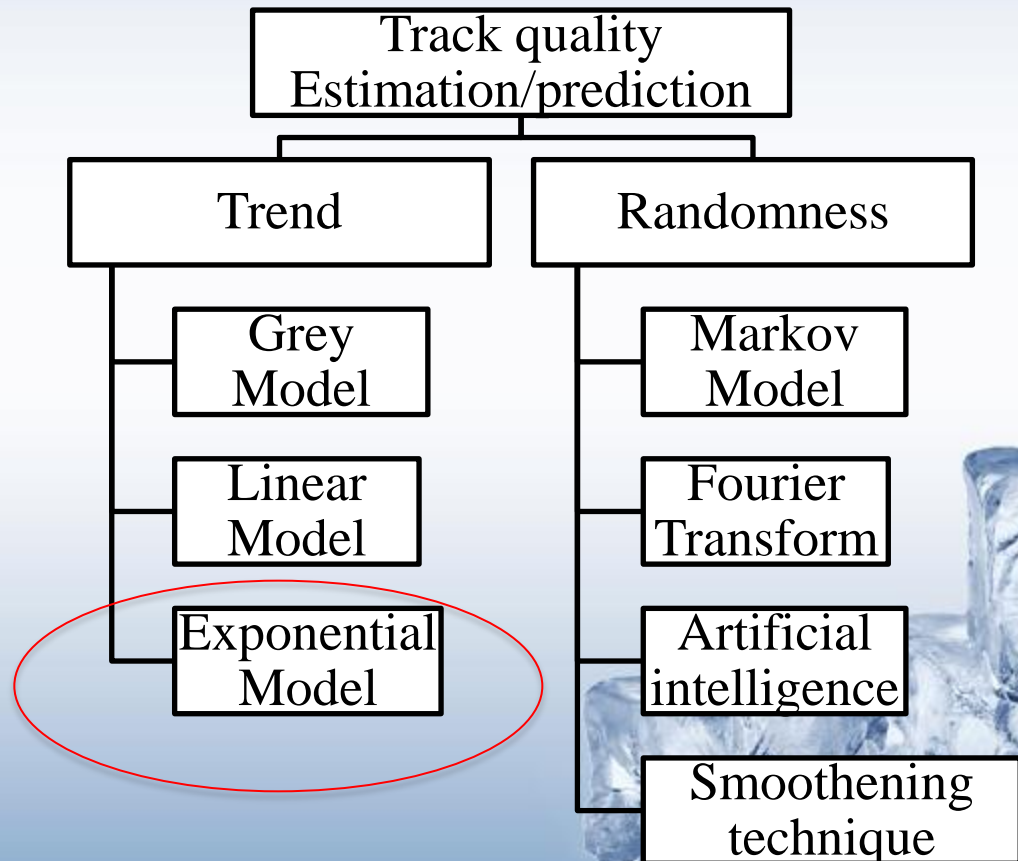 Track quality
Estimation/prediction
Trend
Grey
Model
Linear
Model
Exponential
Model
Randomness
Markov
Model
Fourier
Transform
Artificial
intelligence
Smoothening
technique